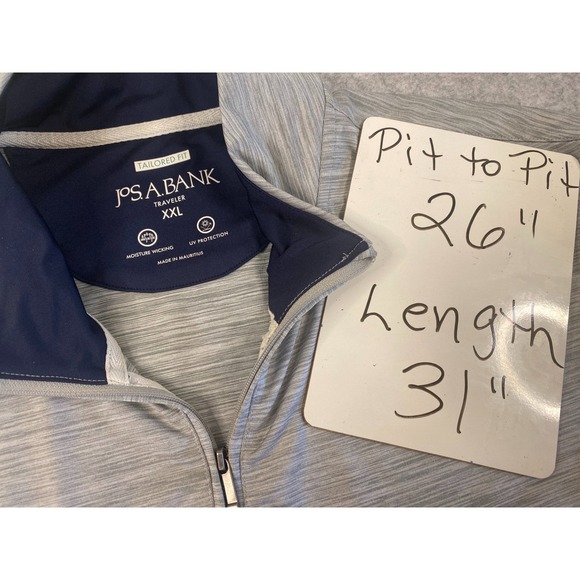 TAILORED FIT
JOS. A. BANK
TRAVELER
XXL
MOISTURE WICKING
UV PROTECTION
MADE IN MAURITIUS
Pit to Pit
26"
Length
31"